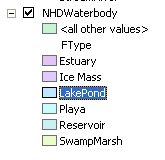 NHDWaterbody
<all other values>
FType
Estuary
Ice Mass
LakePond
Playa
Reservoir
SwampMarsh